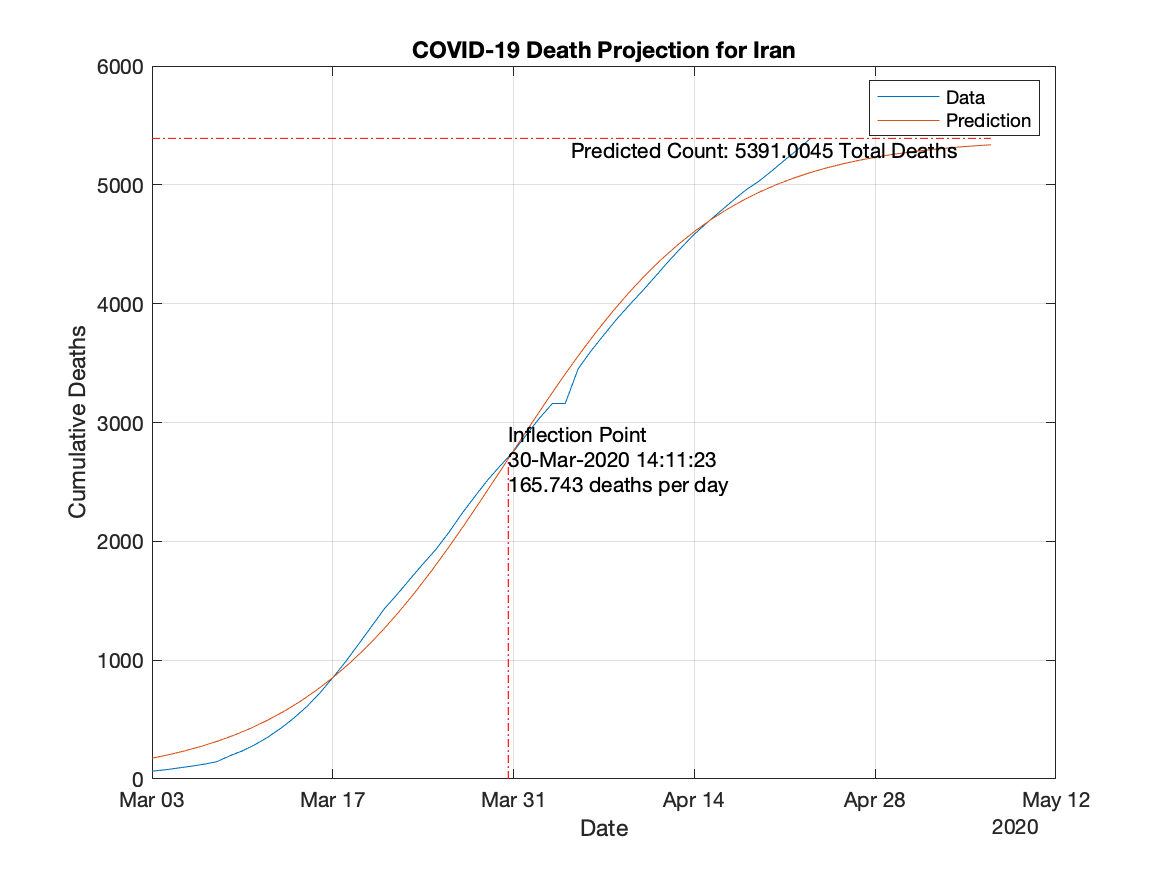 COVID-19 Death Projection for Iran
6000
5000
4000
3000
2000
1000
0
Cumulative Deaths
Data
Prediction
Predicted Count: 5391.0045 Total Deaths
Inflection Point
30-Mar-2020 14:11:23
165.743 deaths per day
Mar 03 Mar 17 Mar 31 Apr 14 Apr 28 May 12
Date
2020